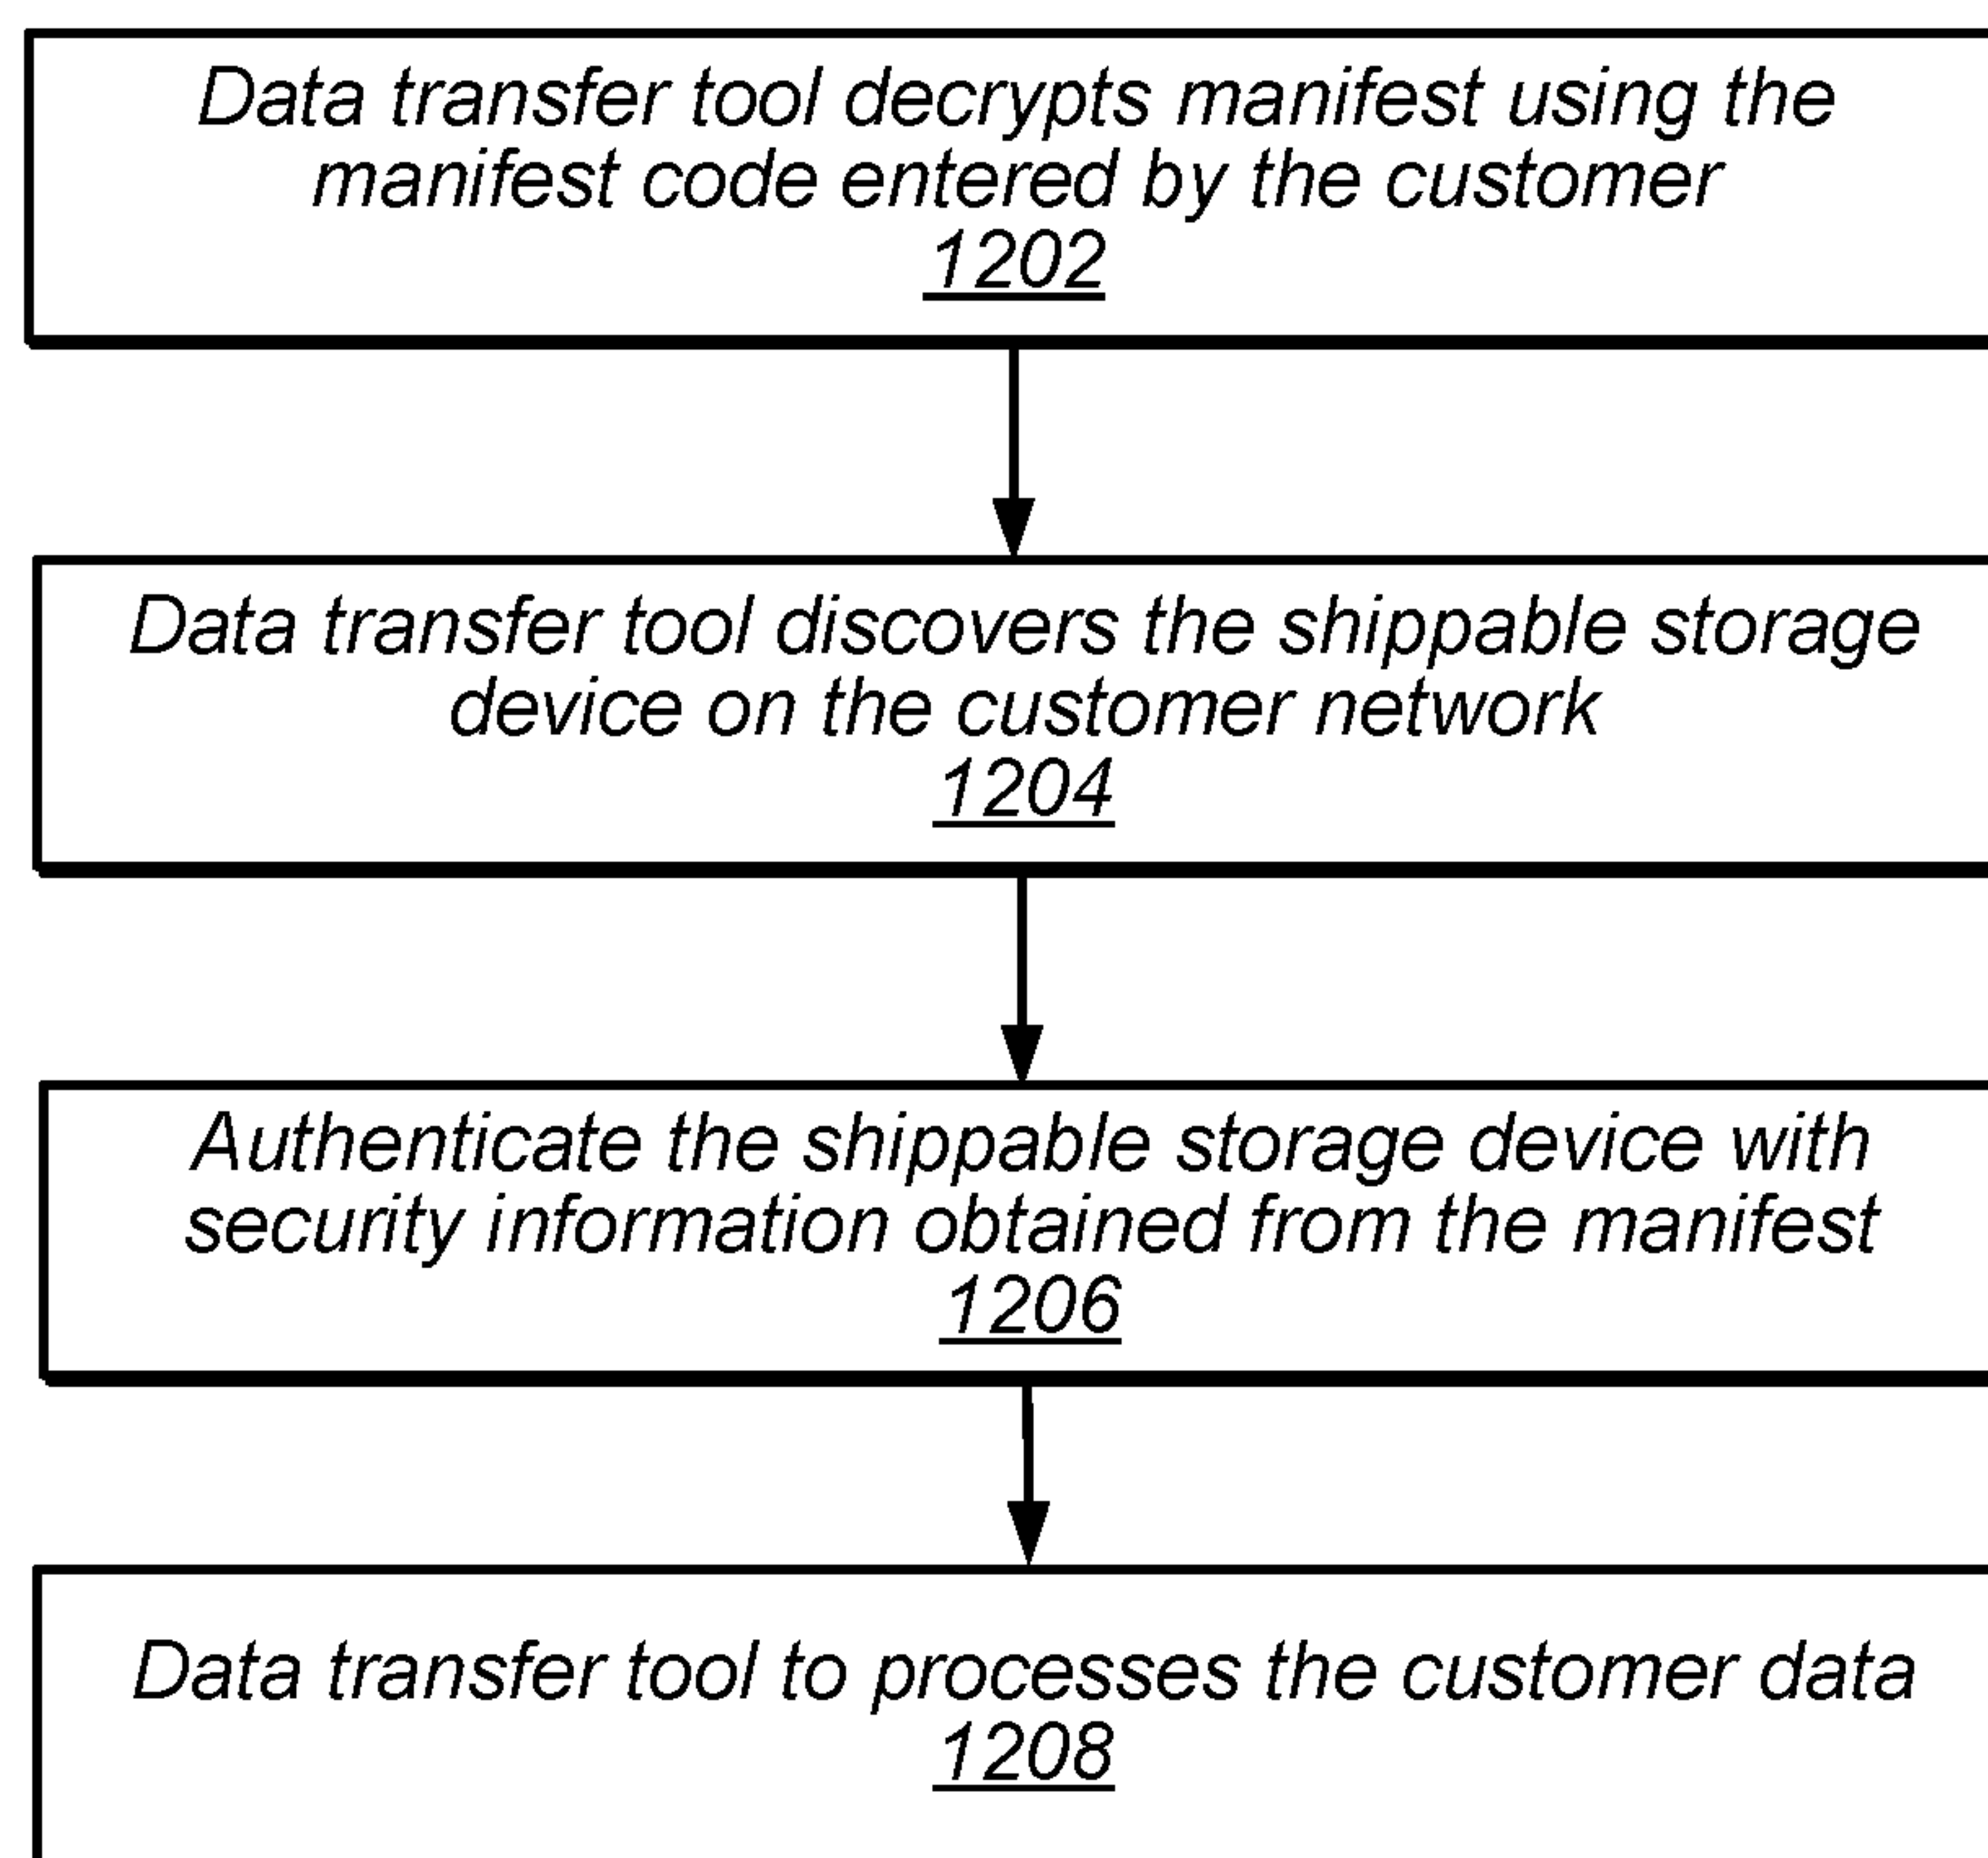 Data transfer tool decrypts manifest using the
manifest code entered by the customer
1202
Data transfer tool discovers the shippable storage
device on the customer network
1204
Authenticate the shippable storage device with
security information obtained from the manifest
1206
Data transfer tool to processes the customer data
1208